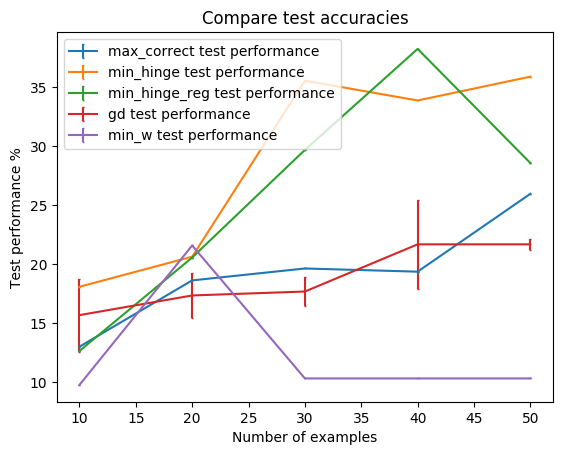 Compare test accuracies
max_correct test performance
min_hinge test performance
min_hinge_reg test performance
gd test performance
min_w test performance
Test performance %
35
30
25
20
15
10
10 15 20 25 30 35 40 45 50
Number of examples